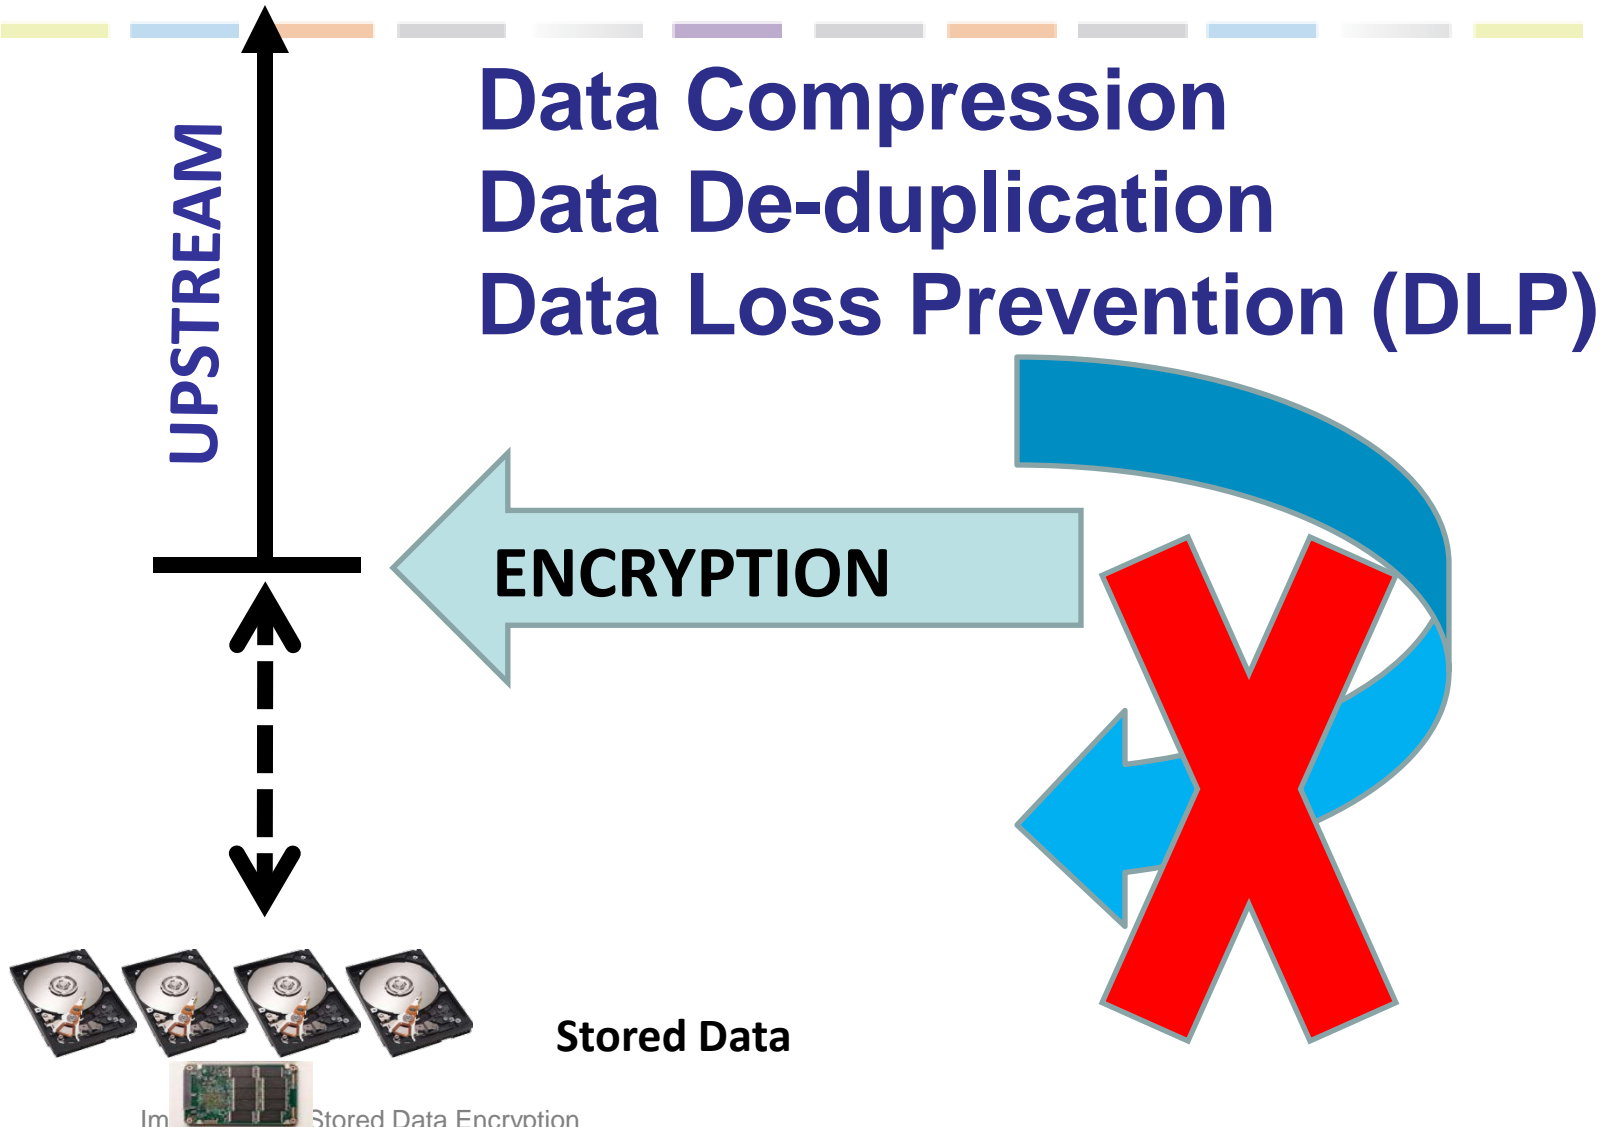 Data Compression
Data De-duplication
Data Loss Prevention (DLP)
UPSTREAM
ENCRYPTION
Stored Data
Stored Data Encryption